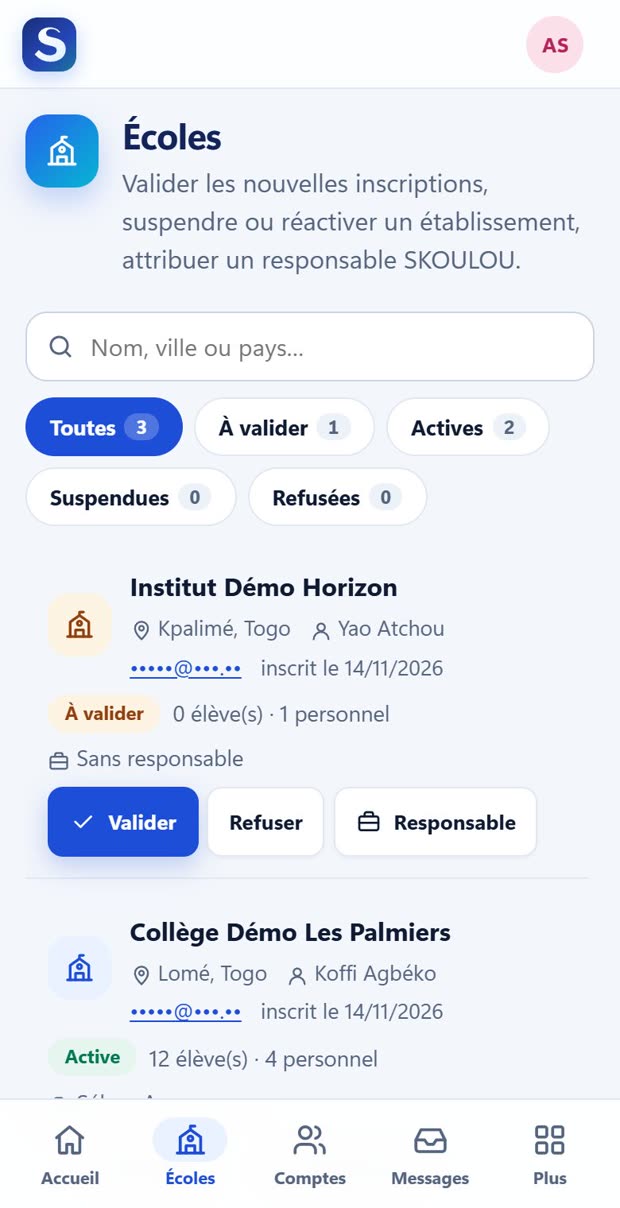 S
AS
Écoles
Valider les nouvelles inscriptions,
suspendre ou réactiver un établissement,
attribuer un responsable SKOULOU.
Nom, ville ou pays...
Toutes 3 À valider 1 Actives 2
Suspendues 0 Refusées 0
Institut Démo Horizon
Kpalimé, Togo Yao Atchou
•••••@•••.•• inscrit le 14/11/2026
À valider 0 élève(s) · 1 personnel
Sans responsable
Valider Refuser Responsable
Collège Démo Les Palmiers
Lomé, Togo Koffi Agbéko
•••••@•••.•• inscrit le 14/11/2026
Active 12 élève(s) · 4 personnel
Accueil Écoles Comptes Messages Plus